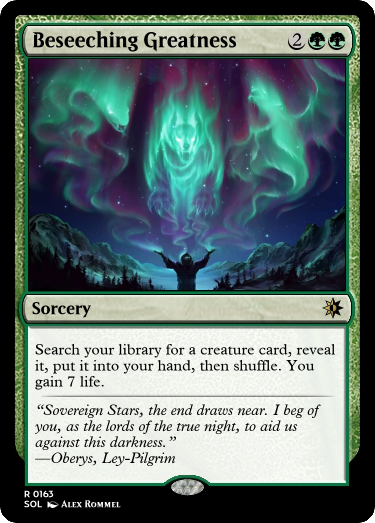 Beseeching Greatness 2
Sorcery
Search your library for a creature card, reveal
it, put it into your hand, then shuffle. You
gain 7 life.
“Sovereign Stars, the end draws near. I beg of
you, as the lords of the true night, to aid us
against this darkness.”
—Oberys, Ley-Pilgrim
R 0163
SOL Alex Rommel